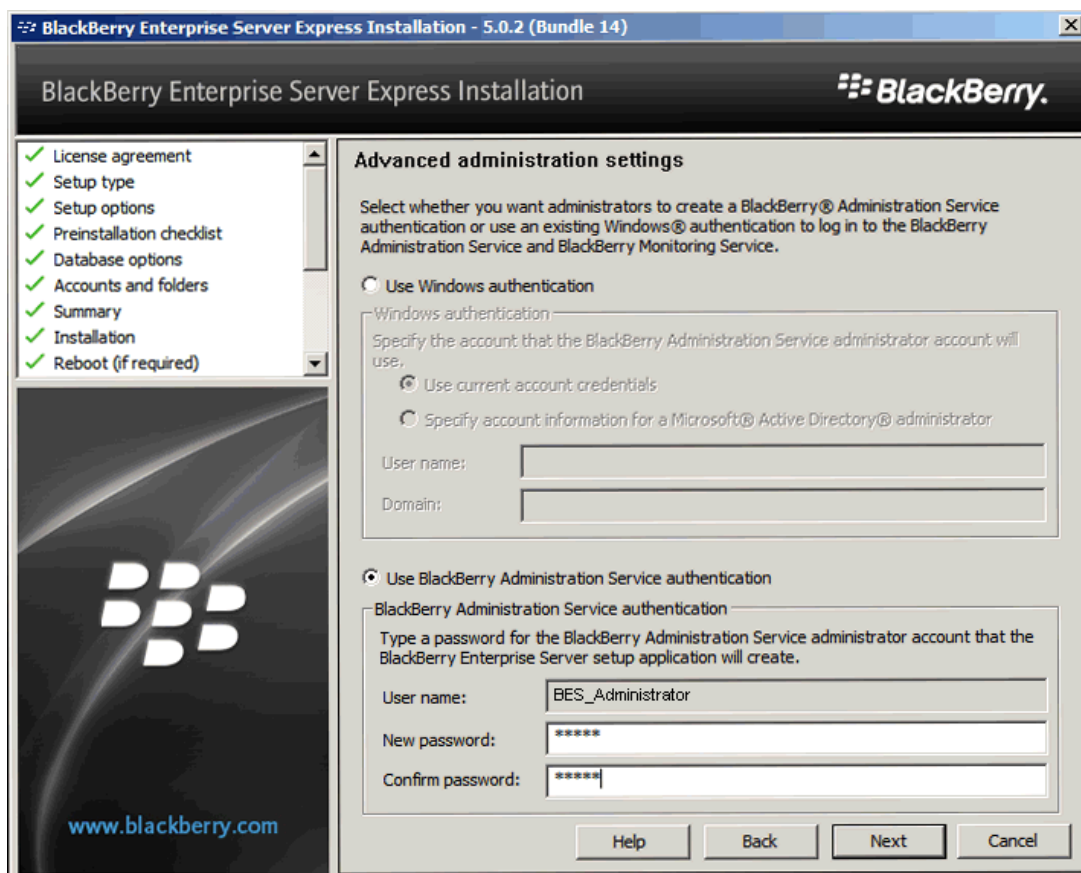 BlackBerry Enterprise Server Express Installation - 5.0.2 (Bundle 14)
BlackBerry Enterprise Server Express Installation
BlackBerry.
License agreement
Setup type
Setup options
Preinstallation checklist
Database options
Accounts and folders
Summary
Installation
Reboot (if required)
www.blackberry.com
Advanced administration settings
Select whether you want administrators to create a BlackBerry® Administration Service
authentication or use an existing Windows® authentication to log in to the BlackBerry
Administration Service and BlackBerry Monitoring Service.
Use Windows authentication
Windows authentication
Specify the account that the BlackBerry Administration Service administrator account will
use.
Use current account credentials
Specify account information for a Microsoft® Active Directory® administrator
User name:
Domain:
Use BlackBerry Administration Service authentication
BlackBerry Administration Service authentication
Type a password for the BlackBerry Administration Service administrator account that the
BlackBerry Enterprise Server setup application will create.
User name: BES_Administrator
New password: *****
Confirm password: *****
Help Back Next Cancel